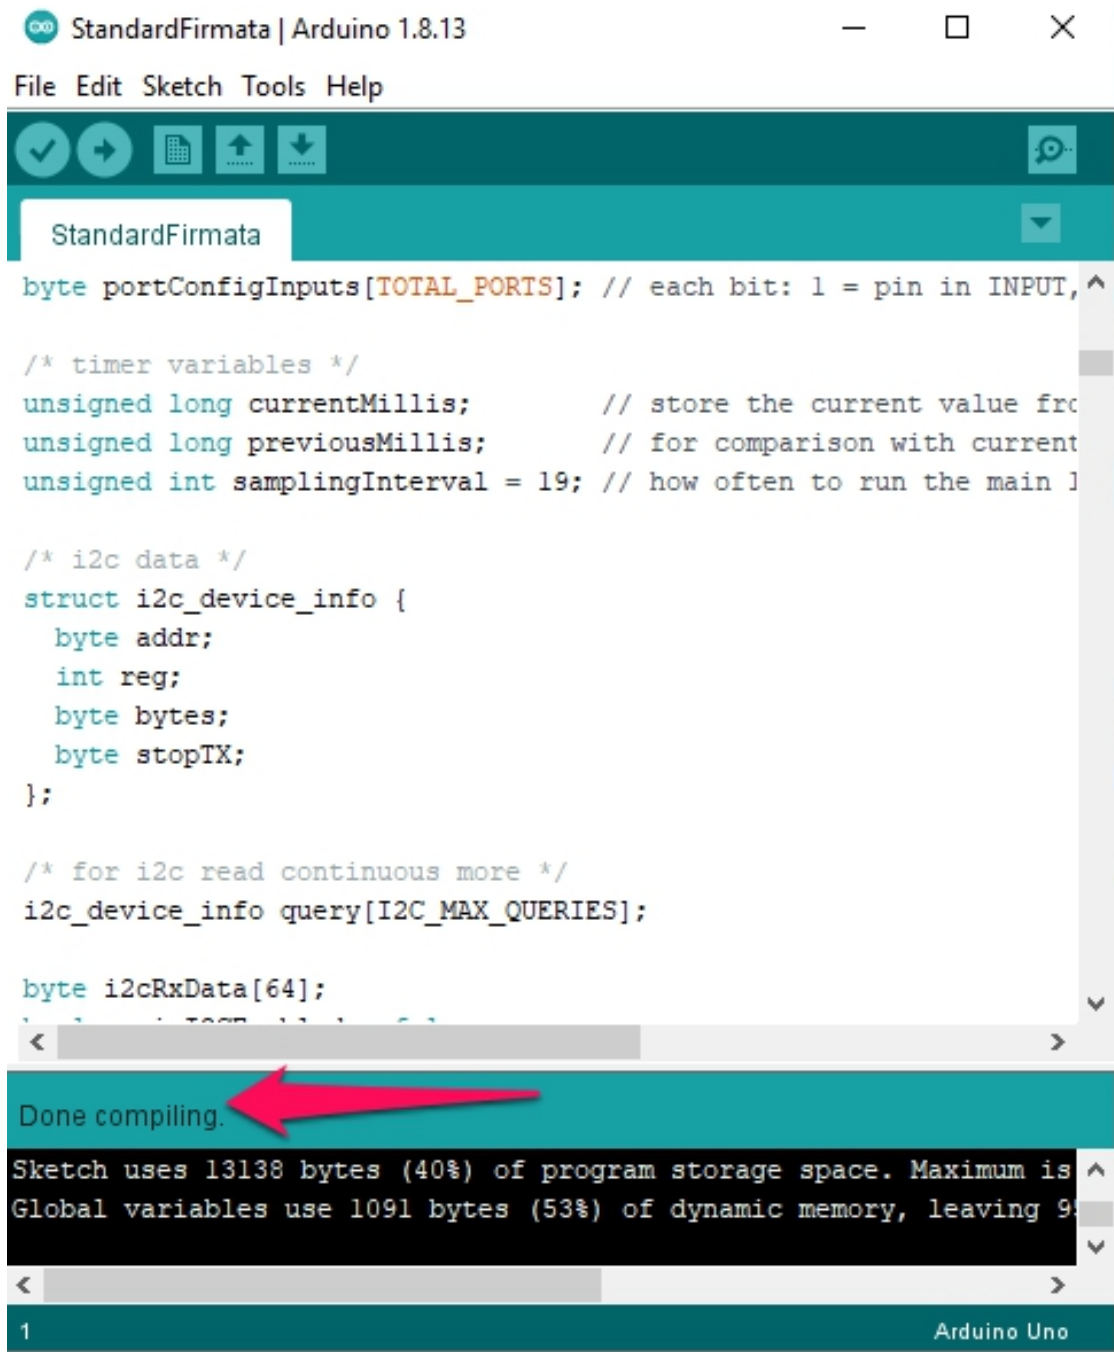 StandardFirmata | Arduino 1.8.13
File Edit Sketch Tools Help
StandardFirmata
byte portConfigInputs[TOTAL_PORTS]; // each bit: 1 = pin in INPUT,
/* timer variables */
unsigned long currentMillis; // store the current value
unsigned long previousMillis; // for comparison with current
unsigned int samplingInterval = 19; // how often to run the main
/* i2c data */
struct i2c_device_info {
byte addr;
int reg;
byte bytes;
byte stopTX;
};
/* for i2c read continuous more */
i2c_device_info query[I2C_MAX_QUERIES];
byte i2cRxData[64];
Done compiling.
Sketch uses 13138 bytes (40%) of program storage space. Maximum is
Global variables use 1091 bytes (53%) of dynamic memory, leaving
1
Arduino Uno